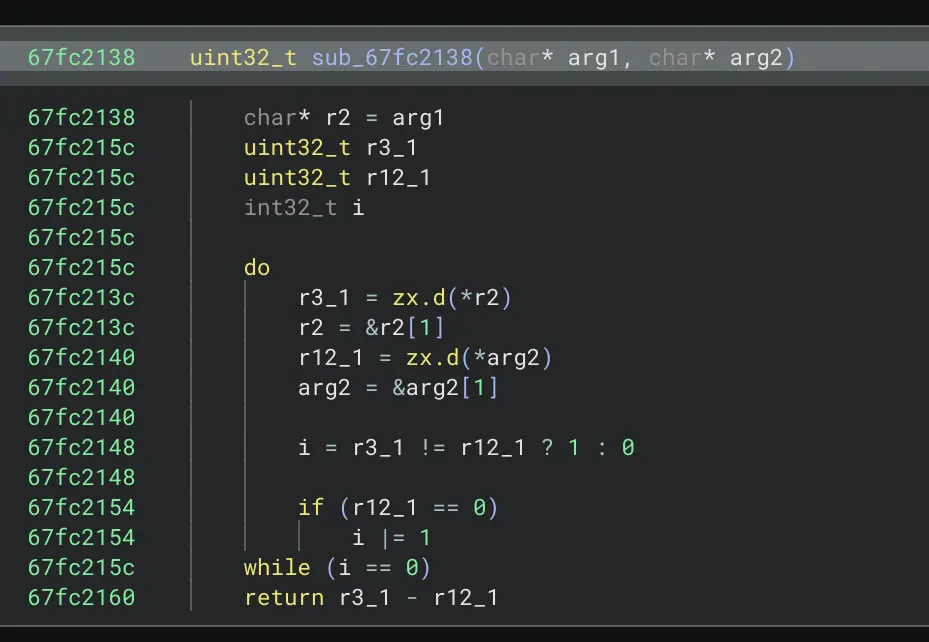 67fc2138 uint32_t sub_67fc2138(char* arg1, char* arg2)
67fc2138 char* r2 = arg1
67fc215c uint32_t r3_1
67fc215c uint32_t r12_1
67fc215c int32_t i
67fc215c
67fc215c do
67fc213c r3_1 = zx.d(*r2)
67fc213c r2 = &r2[1]
67fc2140 r12_1 = zx.d(*arg2)
67fc2140 arg2 = &arg2[1]
67fc2140
67fc2148 i = r3_1 != r12_1 ? 1 : 0
67fc2148
67fc2154 if (r12_1 == 0)
67fc2154 i |= 1
67fc215c while (i == 0)
67fc2160 return r3_1 - r12_1